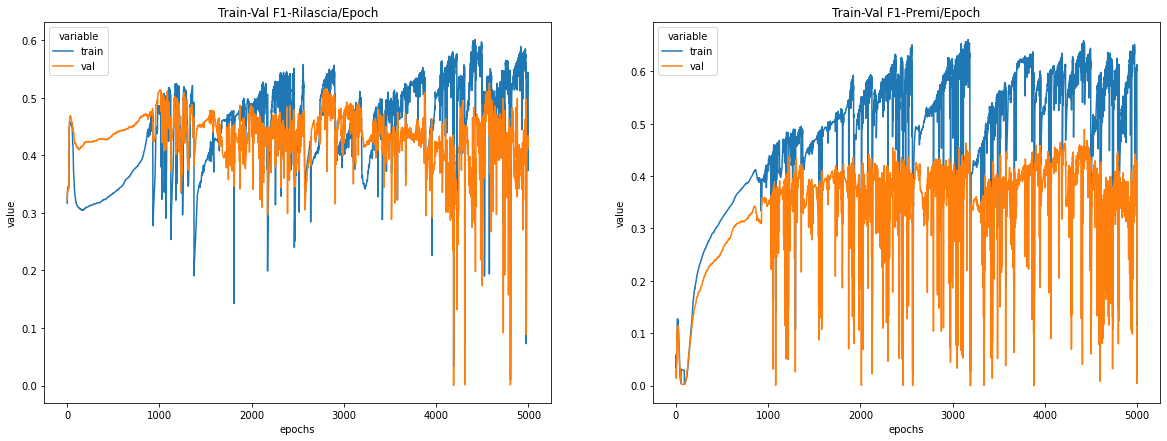 Train-Val F1-Rilascia/Epoch
variable
train
val
value
0.6
0.5
0.4
0.3
0.2
0.1
0.0
0
1000
2000
3000
4000
5000
epochs
Train-Val F1-Premi/Epoch
variable
train
val
value
0.6
0.5
0.4
0.3
0.2
0.1
0.0
0
1000
2000
3000
4000
5000
epochs